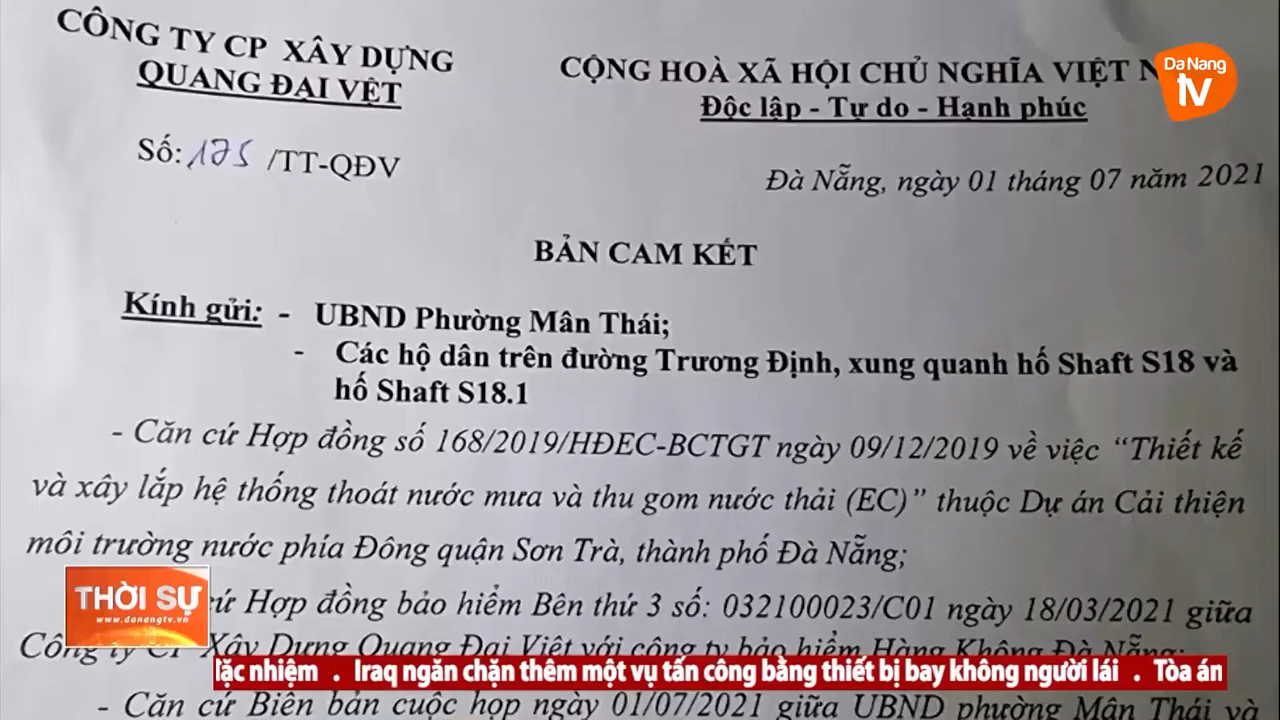 CÔNG TY CP XÂY DỰNG
QUANG ĐẠI VỆT
CỘNG HOÀ XÃ HỘI CHỦ NGHĨA VIỆT N
Độc lập - Tự do - Hạnh phúc
Da Nang
tv
Số: 175 /TT-QĐV
Đà Nẵng, ngày 01 tháng 07 năm 2021
BẢN CAM KẾT
Kính gửi: - UBND Phường Mân Thái;
- Các hộ dân trên đường Trương Định, xung quanh hố Shaft S18 và
hố Shaft S18.1
- Căn cứ Hợp đồng số 168/2019/HĐEC-BCTGT ngày 09/12/2019 về việc “Thiết kế
và xây lắp hệ thống thoát nước mưa và thu gom nước thải (EC)” thuộc Dự án Cải thiện
môi trường nước phía Đông quận Sơn Trà, thành phố Đà Nẵng;
cứ Hợp đồng bảo hiểm Bên thứ 3 số: 032100023/C01 ngày 18/03/2021 giữa
Công ty CP Xây Dựng Quang Đại Việt với công ty bảo hiểm Hàng Không Đà Nẵng;
THỜI SỰ
www.danangtv.vn
lặc nhiệm . Iraq ngăn chặn thêm một vụ tấn công bằng thiết bị bay không người lái . Tòa án
- Căn cứ Biên bản cuộc họp ngày 01/07/2021 giữa UBND phường Mân Thái và